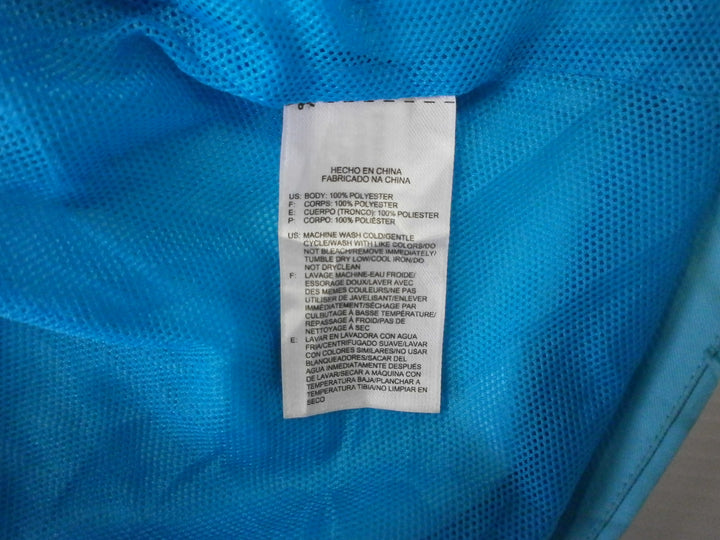 HECHO EN CHINA
FABRICADO NA CHINA
US: BODY: 100% POLYESTER
F: CORPS: 100% POLYESTER
E: CUERPO (TRONCO): 100% POLIESTER
P: CORPO: 100% POLIÉSTER
US: MACHINE WASH COLD/GENTLE
CYCLE/WASH WITH LIKE COLORS/DO
NOT BLEACH/REMOVE IMMEDIATELY/
TUMBLE DRY LOW/COOL IRON/DO
NOT DRYCLEAN
F: LAVAGE MACHINE-EAU FROIDE/
ESSORAGE DOUX/LAVER AVEC
DES MEMES COULEURS/NE PAS
UTILISER DE JAVELISANT/ENLEVER
IMMÉDIATEMENT/SÉCHAGE PAR
CULBUTAGE À BASSE TEMPÉRATURE/
REPASSAGE À FROID/PAS DE
NETTOYAGE À SEC
E: LAVAR EN LAVADORA CON AGUA
FRIA/CENTRIFUGADO SUAVE/LAVAR
CON COLORES SIMILARES/NO USAR
BLANQUEADORES/SACAR DEL
AGUA INMEDIATAMENTE DESPUÉS
DE LAVAR/SECAR A MÁQUINA CON
TEMPERATURA BAJA/PLANCHAR A
TEMPERATURA TIBIA/NO LIMPIAR EN
SECO